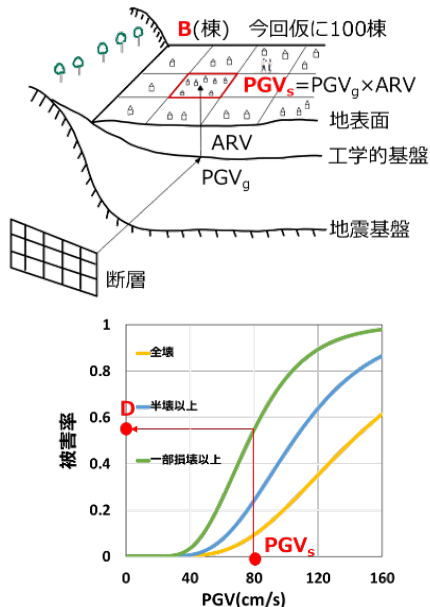 B(棟) 今回仮に100棟
PGVs=PGVg×ARV
地表面
ARV
工学的基盤
PGVg
地震基盤
断層
1
全壊
0.8
半壊以上
D
0.6
一部損壊以上
被害率
0.4
0.2
PGVs
0
0 40 80 120 160
PGV(cm/s)